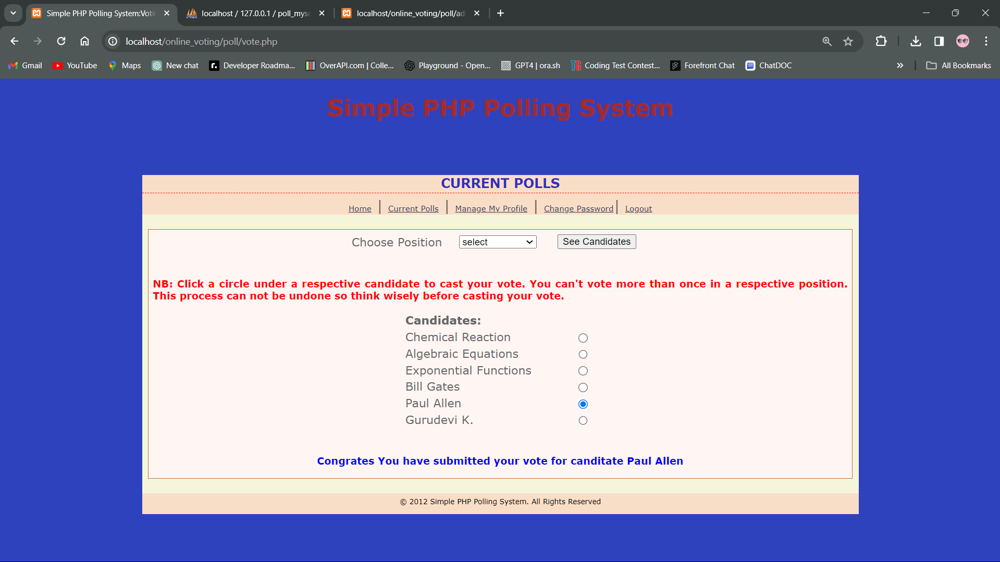 Simple PHP Polling System:Voti
localhost / 127.0.0.1 / poll_myso
localhost/online_voting/poll/ad
localhost/online_voting/poll/vote.php
Gmail YouTube Maps New chat Developer Roadma... OverAPI.com | Colle... Playground - Open... GPT4 | ora.sh Coding Test Contest... Forefront Chat ChatDOC All Bookmarks
Simple PHP Polling System
CURRENT POLLS
Home | Current Polls | Manage My Profile | Change Password | Logout
Choose Position select See Candidates
NB: Click a circle under a respective candidate to cast your vote. You can't vote more than once in a respective position.
This process can not be undone so think wisely before casting your vote.
Candidates:
Chemical Reaction
Algebraic Equations
Exponential Functions
Bill Gates
Paul Allen
Gurudevi K.
Congrates You have submitted your vote for canditate Paul Allen
© 2012 Simple PHP Polling System. All Rights Reserved